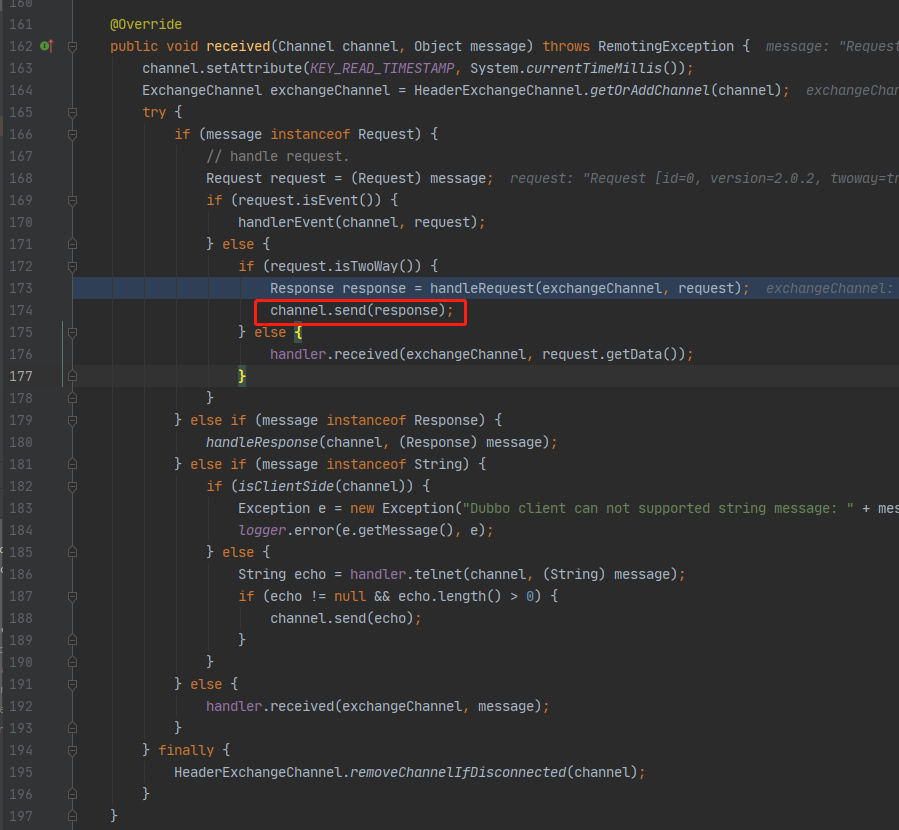 160
161 @Override
162 public void received(Channel channel, Object message) throws RemotingException { message: "Request
163 channel.setAttribute(KEY_READ_TIMESTAMP, System.currentTimeMillis());
164 ExchangeChannel exchangeChannel = HeaderExchangeChannel.getOrAddChannel(channel); exchangeChan
165 try {
166 if (message instanceof Request) {
167 // handle request.
168 Request request = (Request) message; request: "Request [id=0, version=2.0.2, twoway=tr
169 if (request.isEvent()) {
170 handlerEvent(channel, request);
171 } else {
172 if (request.isTwoWay()) {
173 Response response = handleRequest(exchangeChannel, request); exchangeChannel:
174 channel.send(response);
175 } else {
176 handler.received(exchangeChannel, request.getData());
177 }
178 }
179 } else if (message instanceof Response) {
180 handleResponse(channel, (Response) message);
181 } else if (message instanceof String) {
182 if (isClientSide(channel)) {
183 Exception e = new Exception("Dubbo client can not supported string message: " + mes
184 logger.error(e.getMessage(), e);
185 } else {
186 String echo = handler.telnet(channel, (String) message);
187 if (echo != null && echo.length() > 0) {
188 channel.send(echo);
189 }
190 }
191 } else {
192 handler.received(exchangeChannel, message);
193 }
194 } finally {
195 HeaderExchangeChannel.removeChannelIfDisconnected(channel);
196 }
197 }